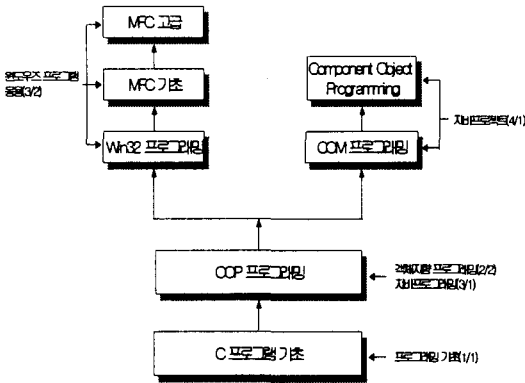 MFC 고급
윈도우즈 프로그램
응용(3/2)
MFC 기초
Component Object
Programming
자바프로젝트(4/1)
Win32 프로그래밍
COM 프로그래밍
OOP 프로그래밍
객체지향 프로그래밍(2/2)
자바프로그래밍(3/1)
C 프로그램 기초
프로그래밍 기초(1/1)